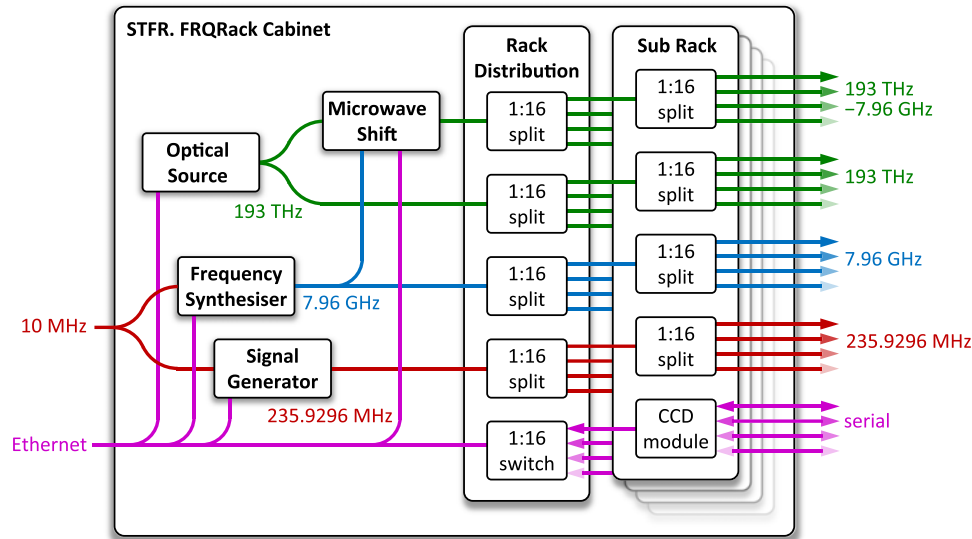 STFR. FRQRack Cabinet
Rack
Distribution
Sub Rack
Optical
Source
Microwave
Shift
1:16
split
1:16
split
193 THz
−7.96 GHz
193 THz
1:16
split
1:16
split
193 THz
Frequency
Synthesiser
7.96 GHz
1:16
split
1:16
split
7.96 GHz
10 MHz
Signal
Generator
235.9296 MHz
1:16
split
1:16
split
235.9296 MHz
Ethernet
1:16
switch
CCD
module
serial